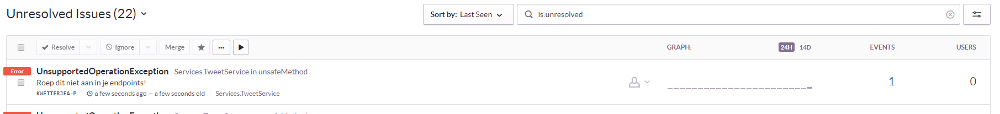 Unresolved Issues (22)
Sort by: Last Seen
is:unresolved
Resolve Ignore Merge
GRAPH: 24H 14D EVENTS USERS
Error
UnsupportedOperationException Services.TweetService in unsafeMethod
Roep dit niet aan in je endpoints!
KWETTERJEA-P a few seconds ago — a few seconds old Services.TweetService
1 0